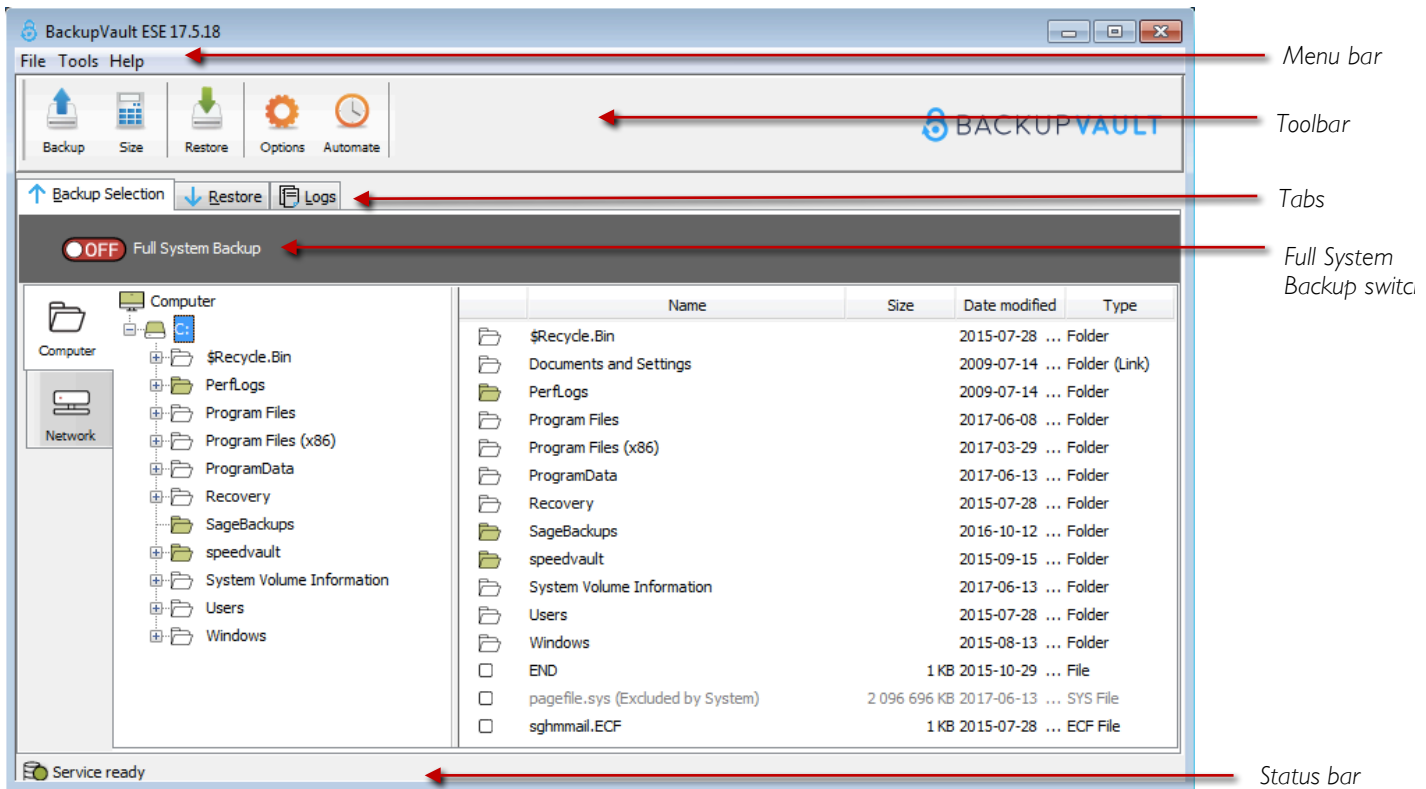 BackupVault ESE 17.5.18
File Tools Help
Menu bar
Backup Size Restore Options Automate
BACKUPVAULT
Toolbar
Backup Selection Restore Logs
Tabs
OFF Full System Backup
Full System
Backup switch
Computer
Network
Computer
C:
$Recycle.Bin
PerfLogs
Program Files
Program Files (x86)
ProgramData
Recovery
SageBackups
speedvault
System Volume Information
Users
Windows
Name Size Date modified Type
$Recycle.Bin 2015-07-28 ... Folder
Documents and Settings 2009-07-14 ... Folder (Link)
PerfLogs 2009-07-14 ... Folder
Program Files 2017-06-08 ... Folder
Program Files (x86) 2017-03-29 ... Folder
ProgramData 2017-06-13 ... Folder
Recovery 2015-07-28 ... Folder
SageBackups 2016-10-12 ... Folder
speedvault 2015-09-15 ... Folder
System Volume Information 2017-06-13 ... Folder
Users 2015-07-28 ... Folder
Windows 2015-08-13 ... Folder
END 1 KB 2015-10-29 ... File
pagefile.sys (Excluded by System) 2 096 696 KB 2017-06-13 ... SYS File
sghmmail.ECF 1 KB 2015-07-28 ... ECF File
Service ready
Status bar